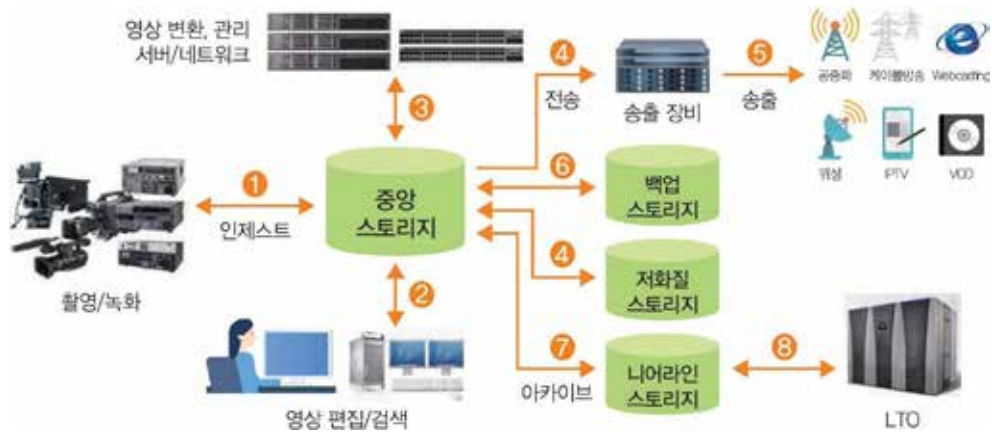 영상 변환, 관리
서버/네트워크
③
④
전송
송출 장비
⑤
송출
공중파
케이블방송
Webcasting
위성
IPTV
VOD
①
인제스트
촬영/녹화
중앙
스토리지
⑥
백업
스토리지
④
저화질
스토리지
②
영상 편집/검색
⑦
아카이브
니어라인
스토리지
⑧
LTO